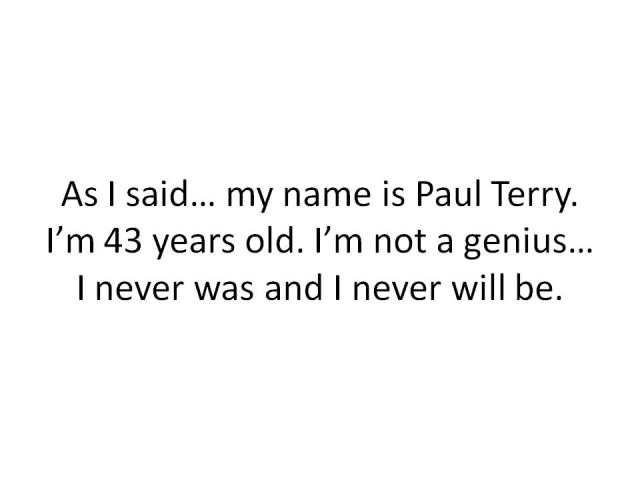 As I said… my name is Paul Terry.
I’m 43 years old. I’m not a genius…
I never was and I never will be.